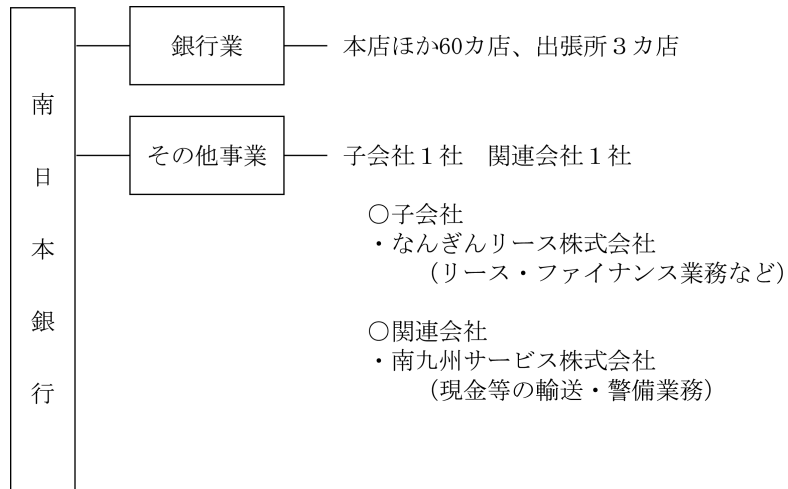 南日本銀行
銀行業
本店ほか60カ店、出張所３カ店
その他事業
子会社１社　関連会社１社
○子会社
・なんぎんリース株式会社
（リース・ファイナンス業務など）
○関連会社
・南九州サービス株式会社
（現金等の輸送・警備業務）